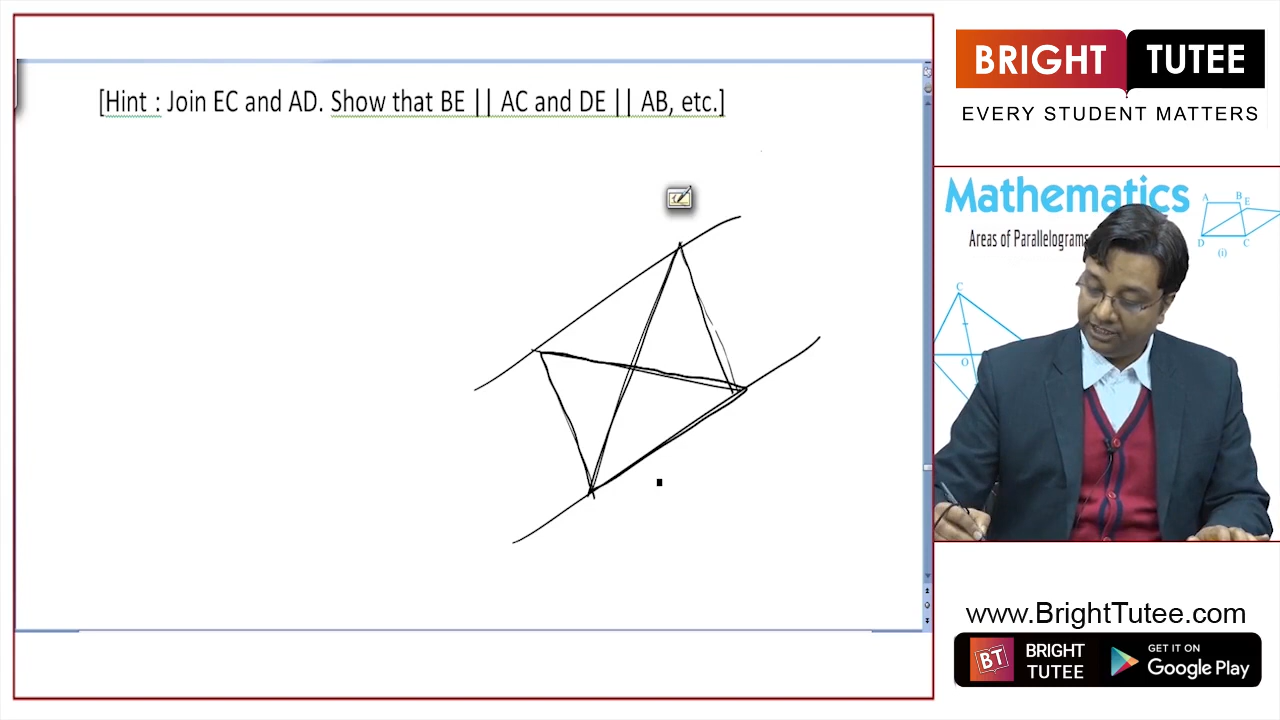 [Hint : Join EC and AD. Show that BE || AC and DE || AB, etc.]
BRIGHT TUTEE
EVERY STUDENT MATTERS
Mathematics
Areas of Parallelograms
A B E
D C
(i)
C
O
www.BrightTutee.com
BT BRIGHT TUTEE
GET IT ON
Google Play